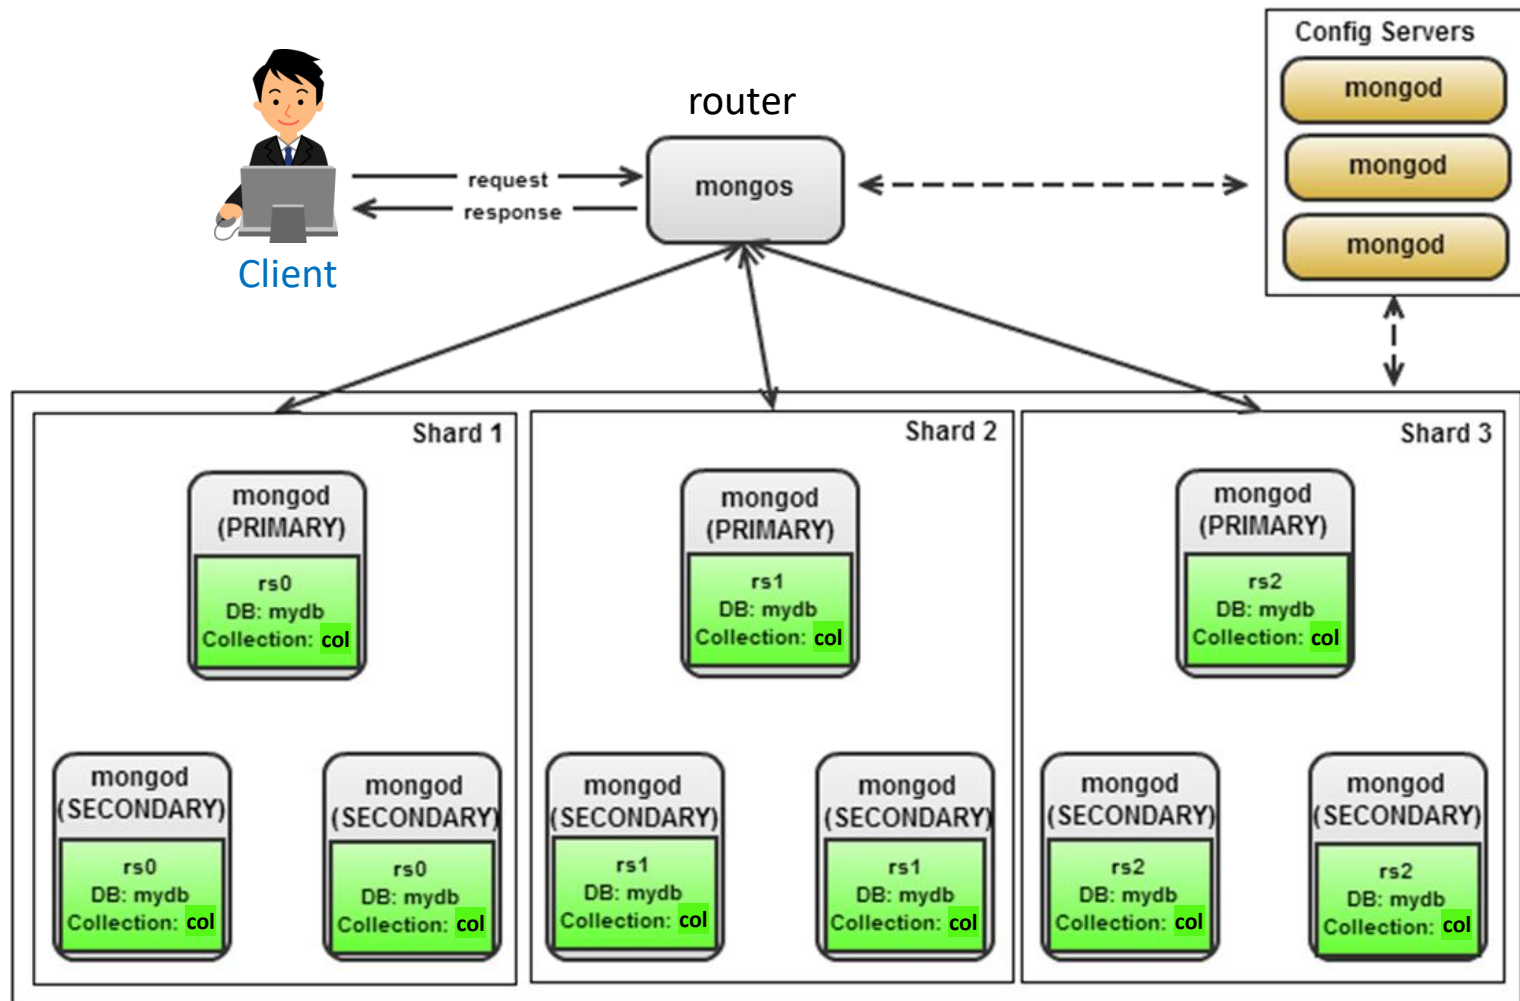 Config Servers
mongod
mongod
mongod
router
mongos
request
response
Client
Shard 1
mongod
(PRIMARY)
rs0
DB: mydb
Collection: col
mongod
(SECONDARY)
rs0
DB: mydb
Collection: col
mongod
(SECONDARY)
rs0
DB: mydb
Collection: col
Shard 2
mongod
(PRIMARY)
rs1
DB: mydb
Collection: col
mongod
(SECONDARY)
rs1
DB: mydb
Collection: col
mongod
(SECONDARY)
rs1
DB: mydb
Collection: col
Shard 3
mongod
(PRIMARY)
rs2
DB: mydb
Collection: col
mongod
(SECONDARY)
rs2
DB: mydb
Collection: col
mongod
(SECONDARY)
rs2
DB: mydb
Collection: col